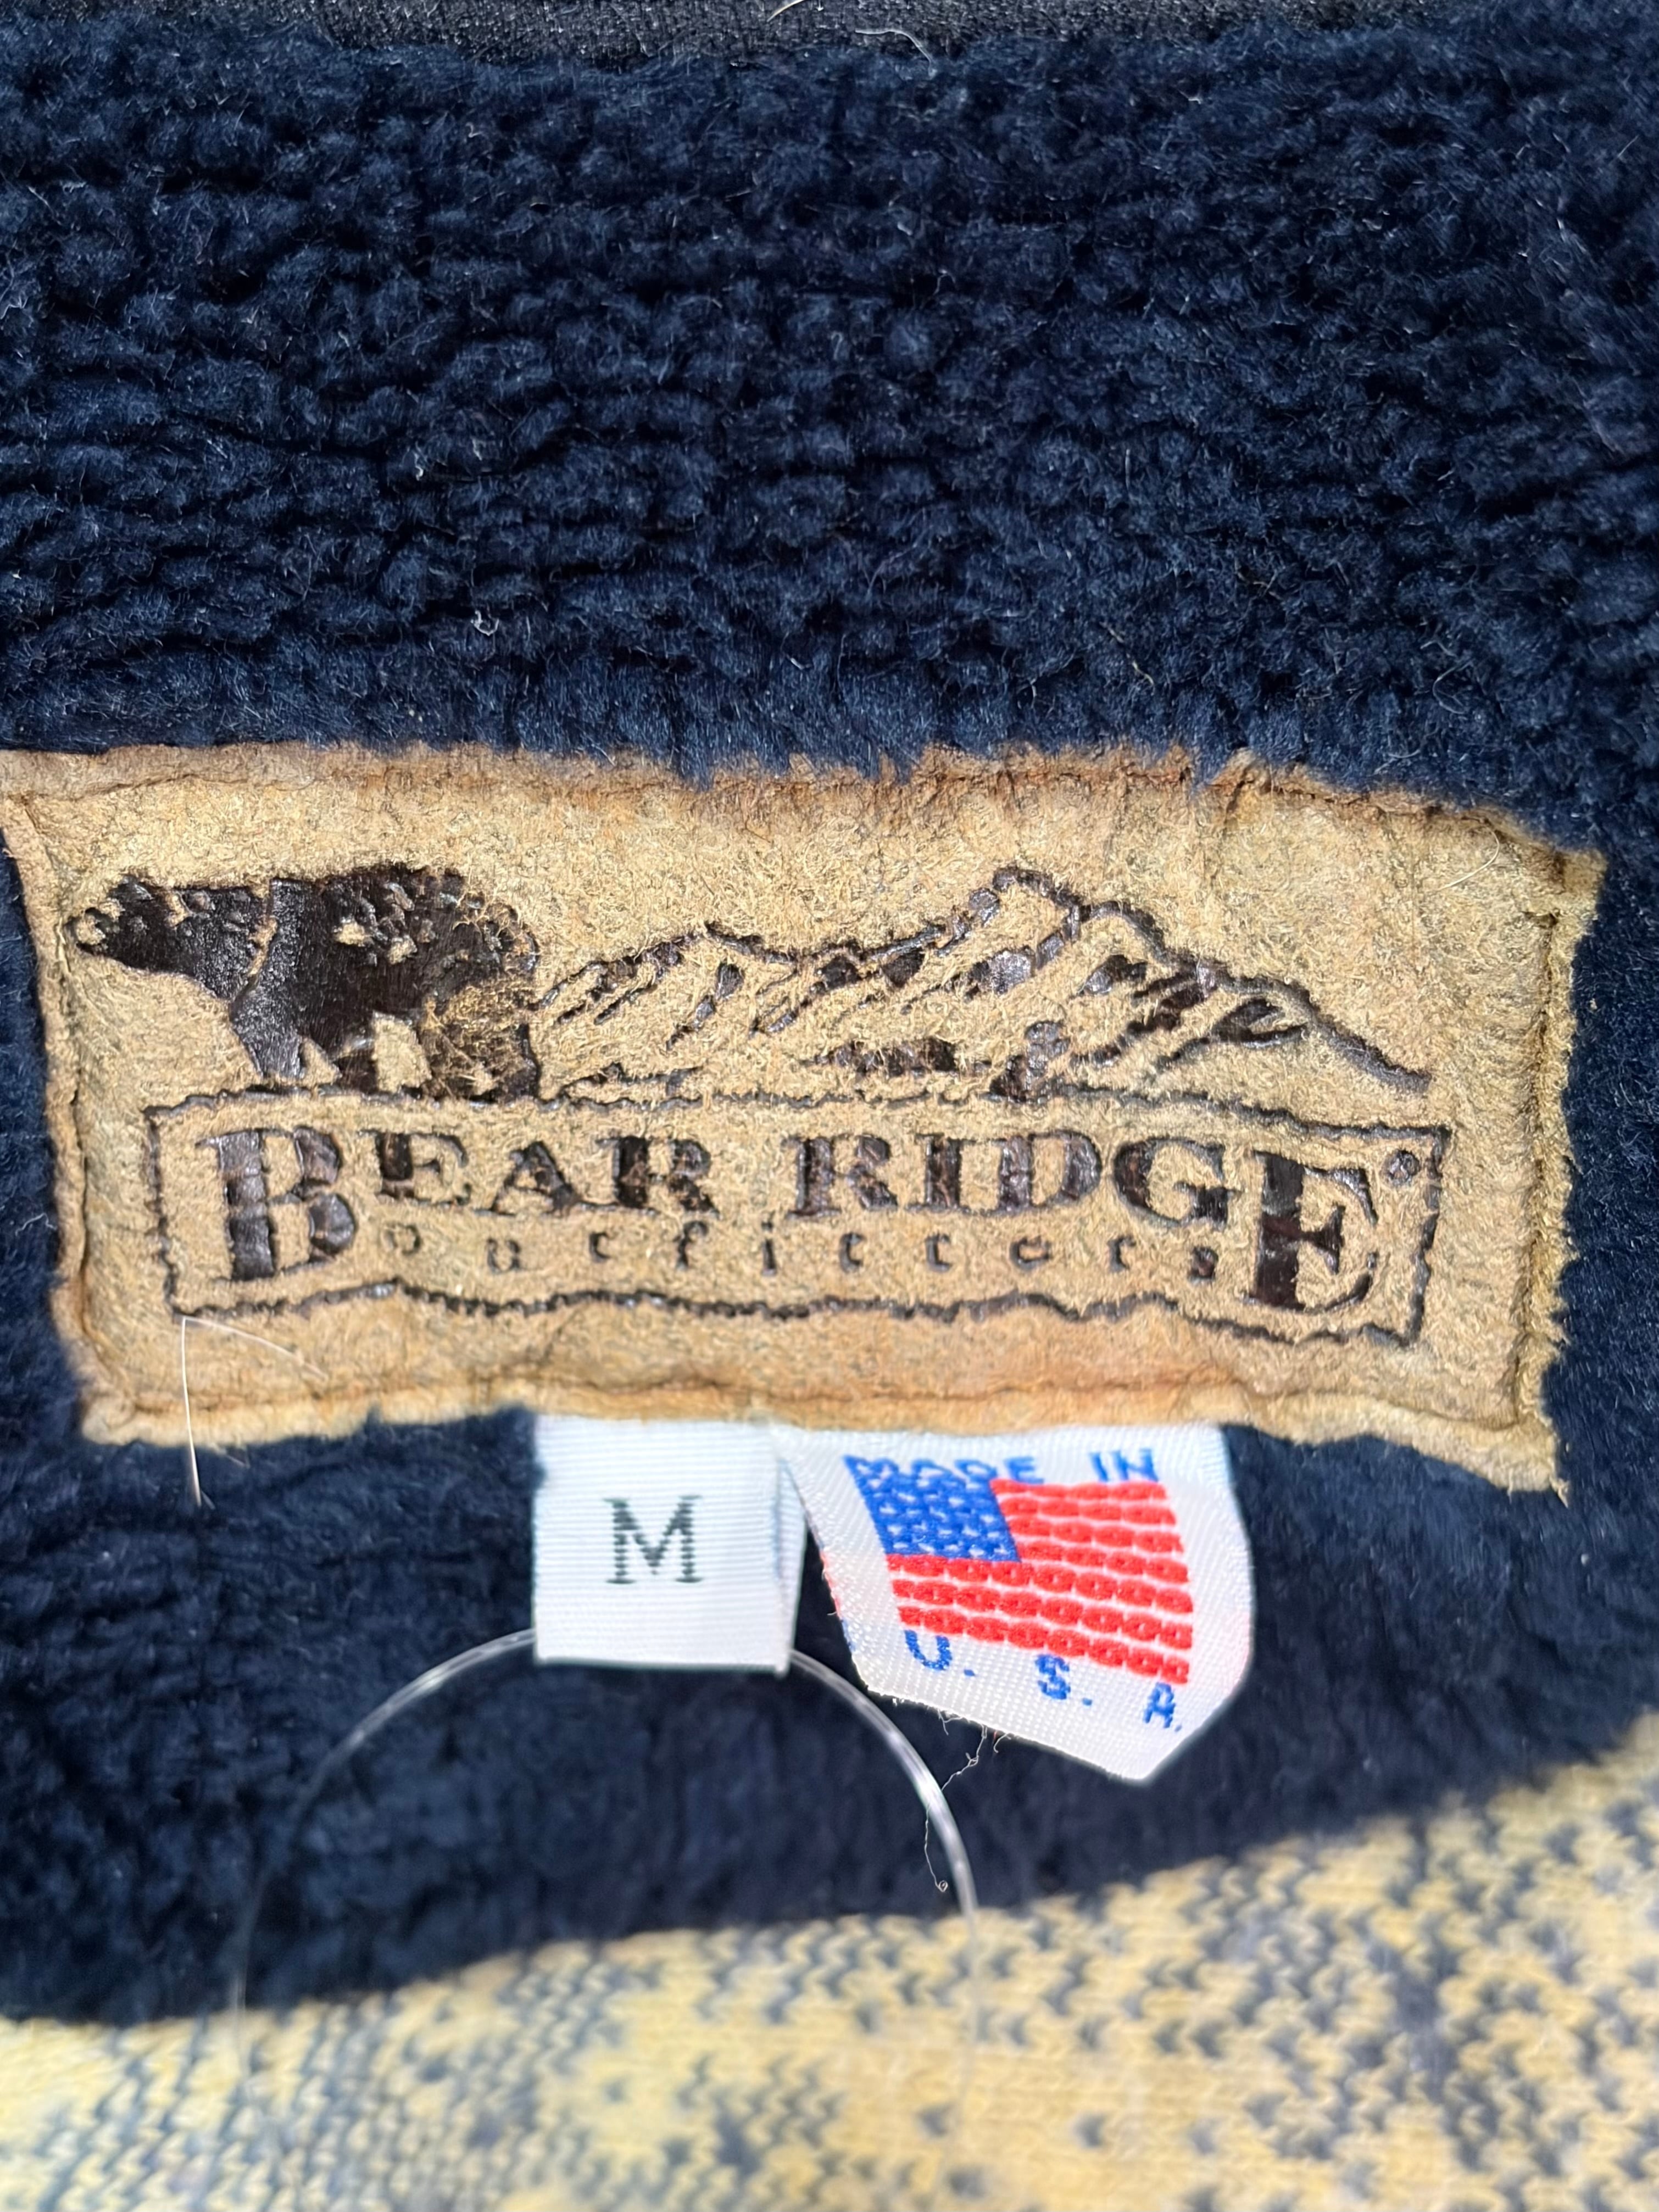 BEAR RIDGE®
outfitters
M
MADE IN
U. S. A.